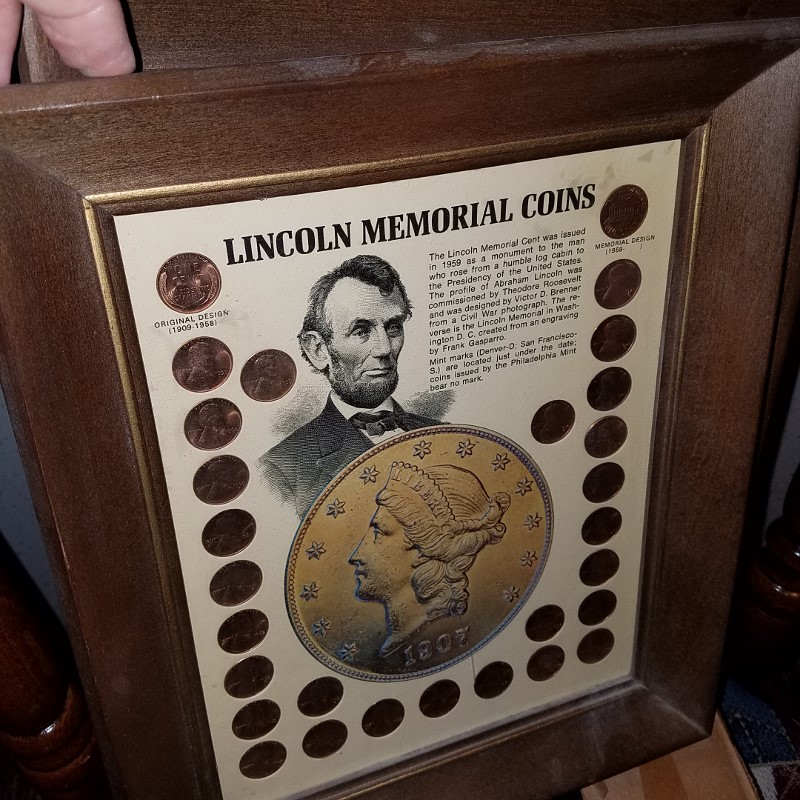 LINCOLN MEMORIAL COINS
ORIGINAL DESIGN
(1909-1958)
The Lincoln Memorial Cent was issued
in 1959 as a monument to the man
who rose from a humble log cabin to
the Presidency of the United States.
The profile of Abraham Lincoln was
commissioned by Theodore Roosevelt
and was designed by Victor D. Brenner
from a Civil War photograph. The re-
verse is the Lincoln Memorial in Wash-
ington D. C. created from an engraving
by Frank Gasparro.
Mint marks (Denver-D; San Francisco-
S.) are located just under the date;
coins issued by the Philadelphia Mint
bear no mark.
MEMORIAL DESIGN
(1959- )
LIBERTY
1907